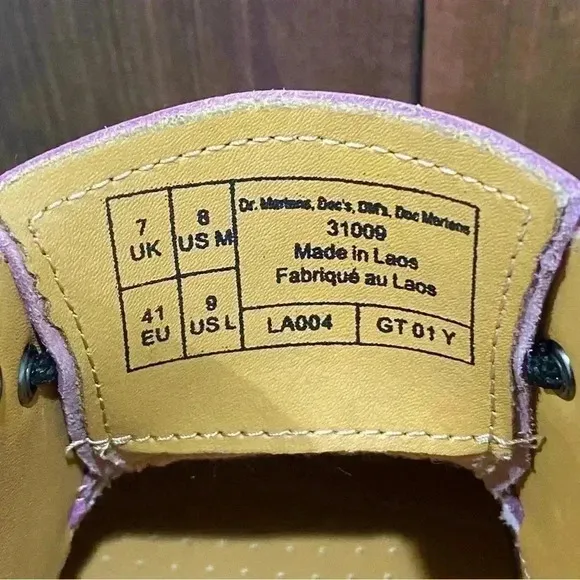 7
UK
8
US M
41
EU
9
US L
Dr. Martens, Doc's, DM's, Doc Martens
31009
Made in Laos
Fabriqué au Laos
LA004
GT 01 Y